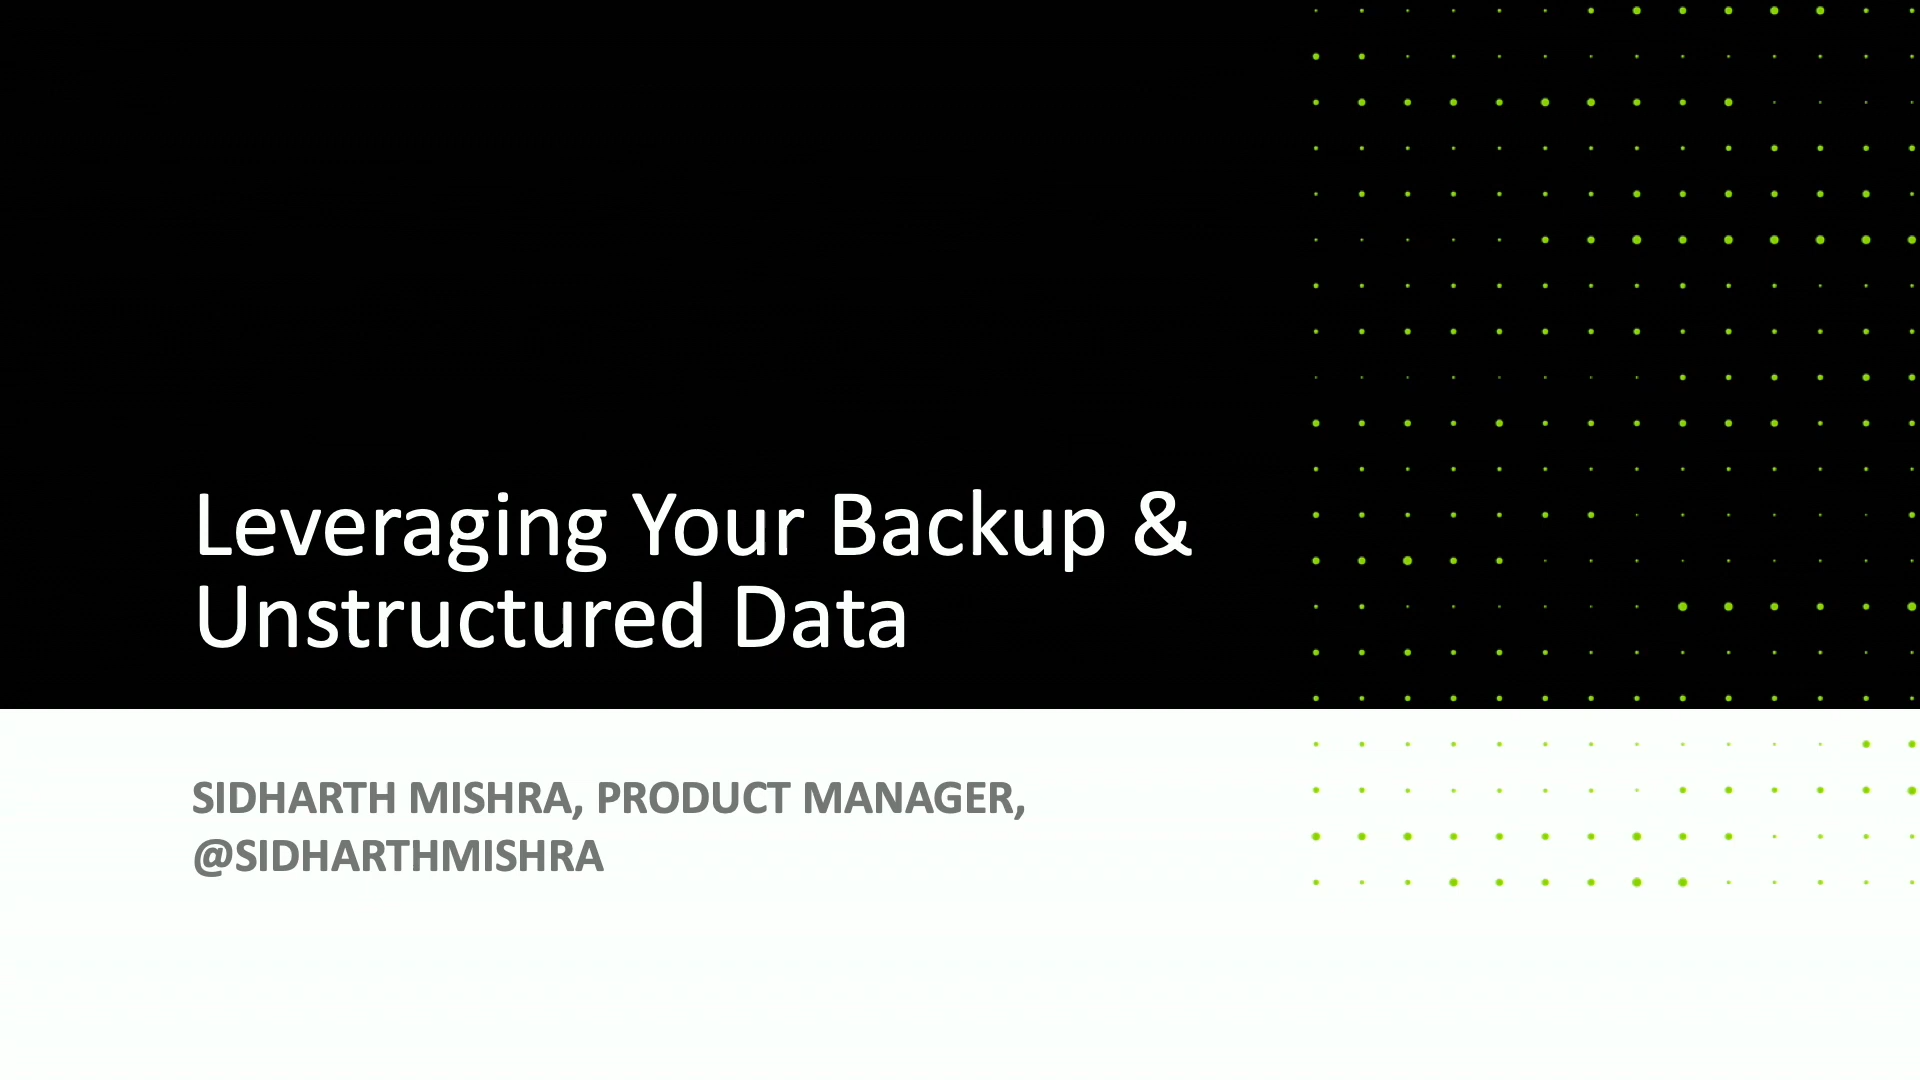 Leveraging Your Backup &
Unstructured Data
SIDHARTH MISHRA, PRODUCT MANAGER,
@SIDHARTHMISHRA